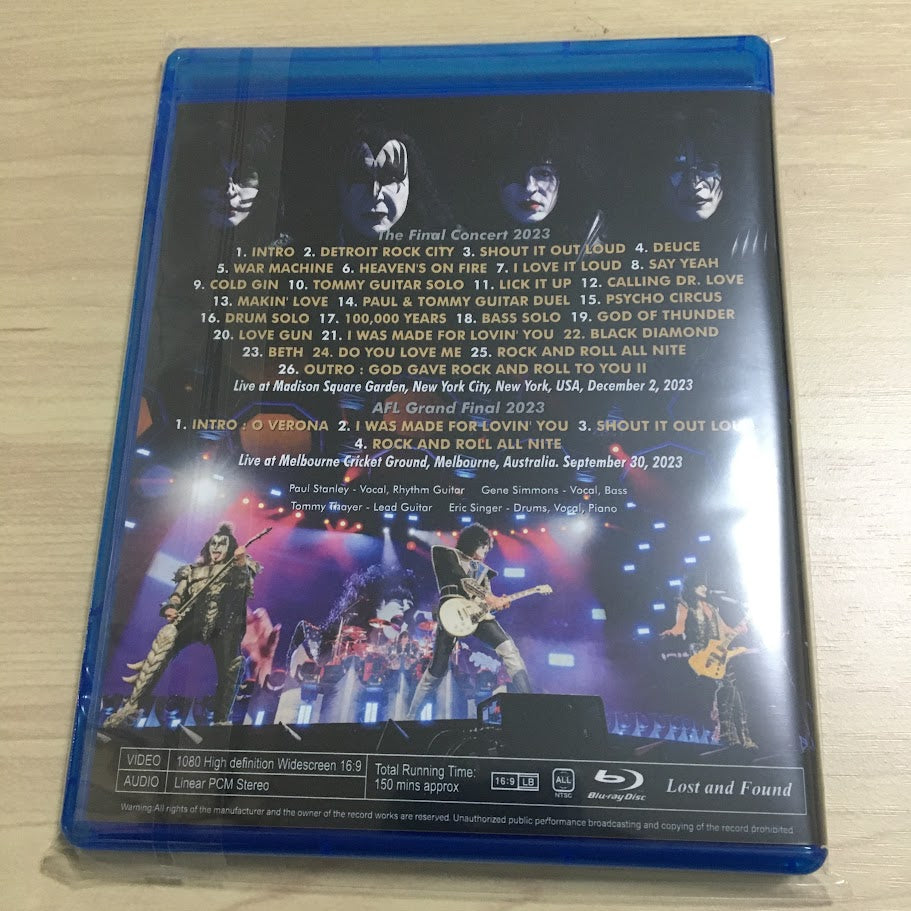 The Final Concert 2023
1. INTRO 2. DETROIT ROCK CITY 3. SHOUT IT OUT LOUD 4. DEUCE
5. WAR MACHINE 6. HEAVEN'S ON FIRE 7. I LOVE IT LOUD 8. SAY YEAH
9. COLD GIN 10. TOMMY GUITAR SOLO 11. LICK IT UP 12. CALLING DR. LOVE
13. MAKIN' LOVE 14. PAUL & TOMMY GUITAR DUEL 15. PSYCHO CIRCUS
16. DRUM SOLO 17. 100,000 YEARS 18. BASS SOLO 19. GOD OF THUNDER
20. LOVE GUN 21. I WAS MADE FOR LOVIN' YOU 22. BLACK DIAMOND
23. BETH 24. DO YOU LOVE ME 25. ROCK AND ROLL ALL NITE
26. OUTRO : GOD GAVE ROCK AND ROLL TO YOU II
Live at Madison Square Garden, New York City, New York, USA, December 2, 2023
AFL Grand Final 2023
1. INTRO : O VERONA 2. I WAS MADE FOR LOVIN' YOU 3. SHOUT IT OUT LOUD
4. ROCK AND ROLL ALL NITE
Live at Melbourne Cricket Ground, Melbourne, Australia. September 30, 2023
Paul Stanley - Vocal, Rhythm Guitar Gene Simmons - Vocal, Bass
Tommy Thayer - Lead Guitar Eric Singer - Drums, Vocal, Piano
VIDEO 1080 High definition Widescreen 16:9
AUDIO Linear PCM Stereo
Total Running Time:
150 mins approx
16:9 LB
ALL
NTSC
Blu-ray Disc
Lost and Found
Warning:All rights of the manufacturer and the owner of the record works are reserved. Unauthorized public performance broadcasting and copying of the record prohibited